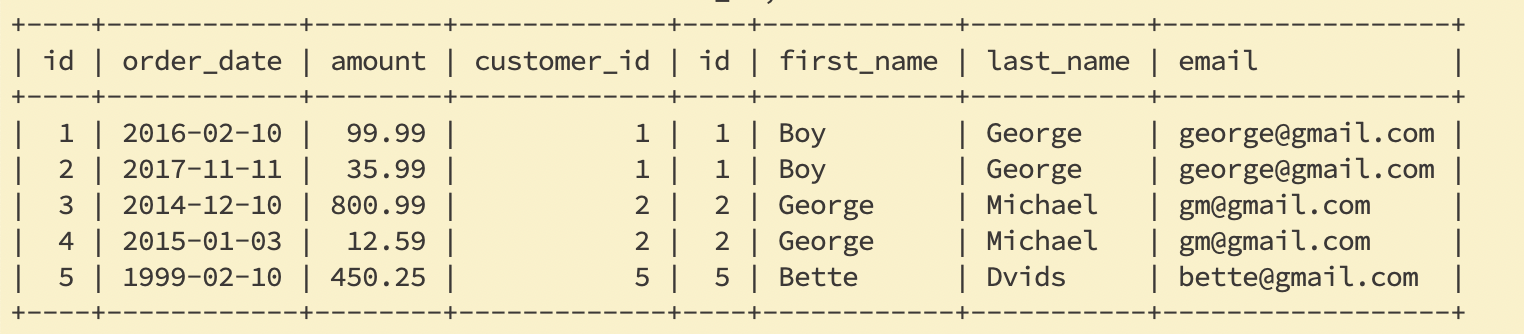 +----+------------+--------+-------------+----+------------+-----------+------------------+
| id | order_date | amount | customer_id | id | first_name | last_name | email            |
+----+------------+--------+-------------+----+------------+-----------+------------------+
|  1 | 2016-02-10 |  99.99 |           1 |  1 | Boy        | George    | george@gmail.com |
|  2 | 2017-11-11 |  35.99 |           1 |  1 | Boy        | George    | george@gmail.com |
|  3 | 2014-12-10 | 800.99 |           2 |  2 | George     | Michael   | gm@gmail.com     |
|  4 | 2015-01-03 |  12.59 |           2 |  2 | George     | Michael   | gm@gmail.com     |
|  5 | 1999-02-10 | 450.25 |           5 |  5 | Bette      | Dvids     | bette@gmail.com  |
+----+------------+--------+-------------+----+------------+-----------+------------------+